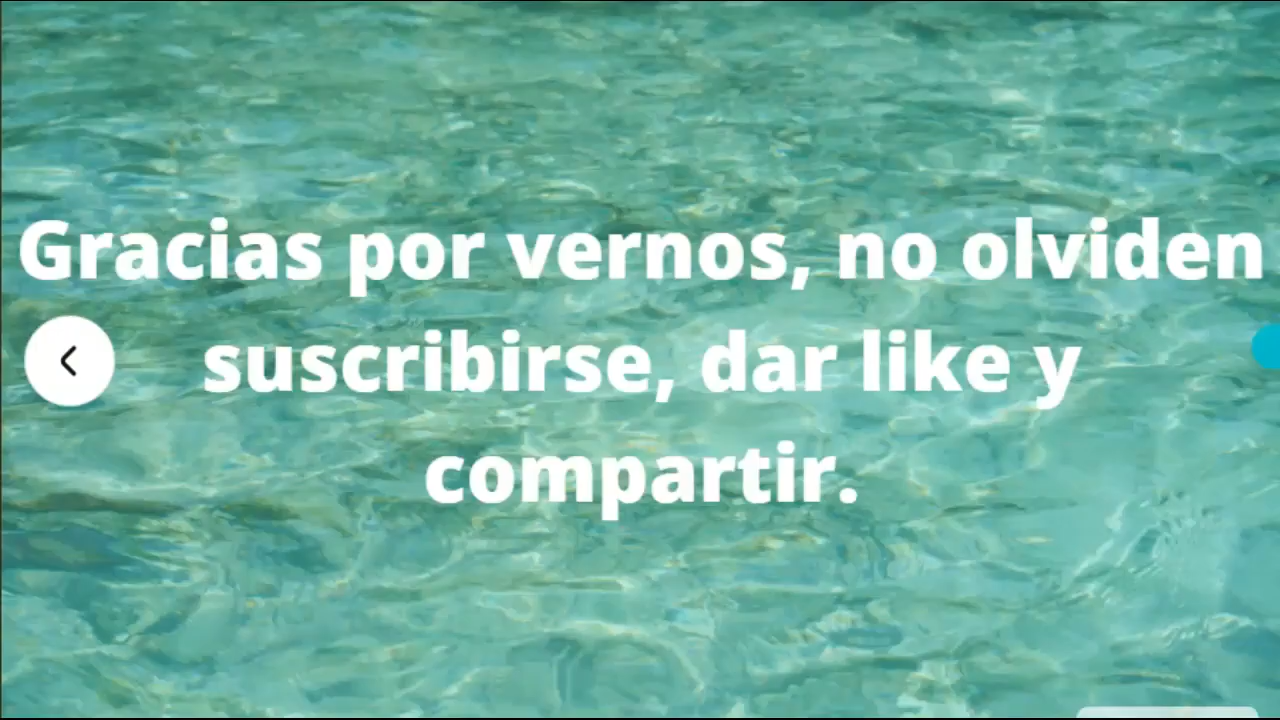 Gracias por vernos, no olviden
suscribirse, dar like y
compartir.